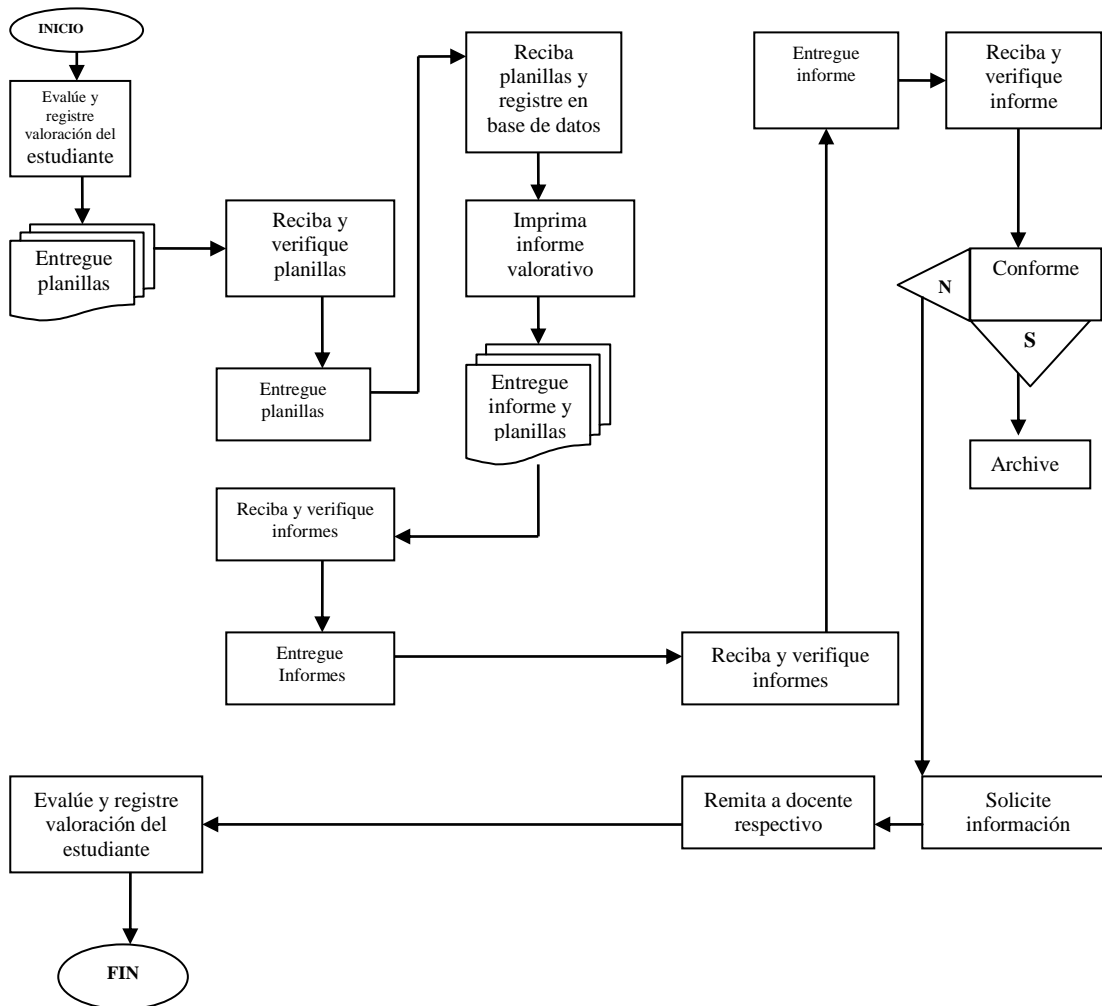 INICIO
Evalúe y
registre
valoración del
estudiante
Entregue
planillas
Reciba y
verifique
planillas
Entregue
planillas
Reciba
planillas y
registre en
base de datos
Imprima
informe
valorativo
Entregue
informe y
planillas
Reciba y verifique
informes
Entregue
Informes
Reciba y verifique
informes
Entregue
informe
Reciba y
verifique
informe
Conforme
N
S
Archive
Solicite
información
Remita a docente
respectivo
Evalúe y registre
valoración del
estudiante
FIN